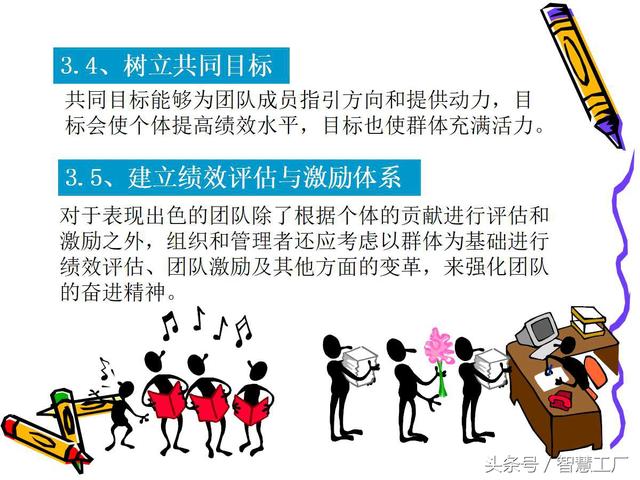 3.4、树立共同目标
共同目标能够为团队成员指引方向和提供动力，目
标会使个体提高绩效水平，目标也使群体充满活力。
3.5、建立绩效评估与激励体系
对于表现出色的团队除了根据个体的贡献进行评估和
激励之外，组织和管理者还应考虑以群体为基础进行
绩效评估、团队激励及其他方面的变革，来强化团队
的奋进精神。
头条号／智慧工厂